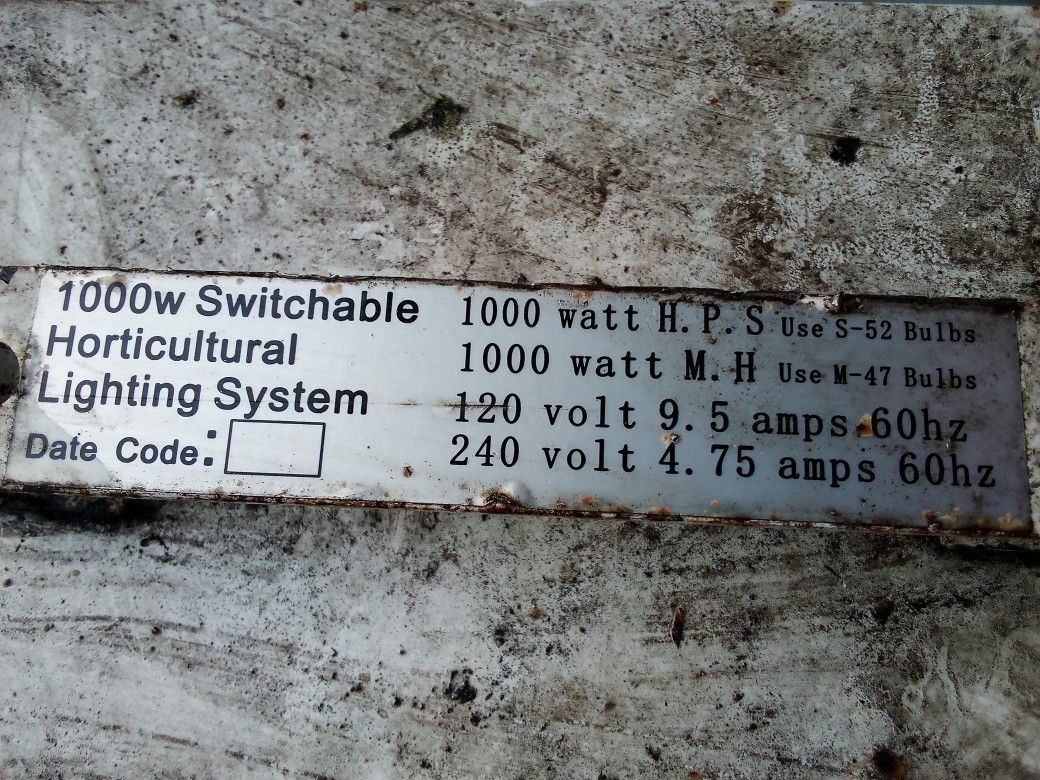 1000w Switchable
Horticultural
Lighting System
Date Code:
1000 watt H.P.S Use S-52 Bulbs
1000 watt M.H Use M-47 Bulbs
120 volt 9.5 amps 60hz
240 volt 4.75 amps 60hz